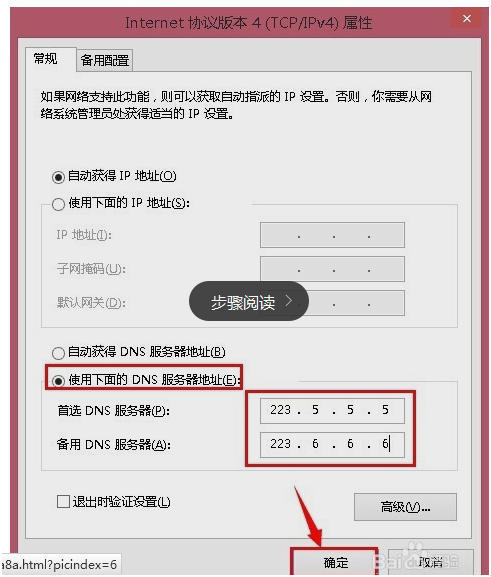 Internet 协议版本 4 (TCP/IPv4) 属性
常规
备用配置
如果网络支持此功能，则可以获取自动指派的 IP 设置。否则，你需要从网
络系统管理员处获得适当的 IP 设置。
自动获得 IP 地址(O)
使用下面的 IP 地址(S):
IP 地址(I):
子网掩码(U):
默认网关(D):
步骤阅读
自动获得 DNS 服务器地址(B)
使用下面的 DNS 服务器地址(E):
首选 DNS 服务器(P):
223 . 5 . 5 . 5
备用 DNS 服务器(A):
223 . 6 . 6 . 6
退出时验证设置(L)
高级(V)...
确定
取消
a8a.html?picindex=6